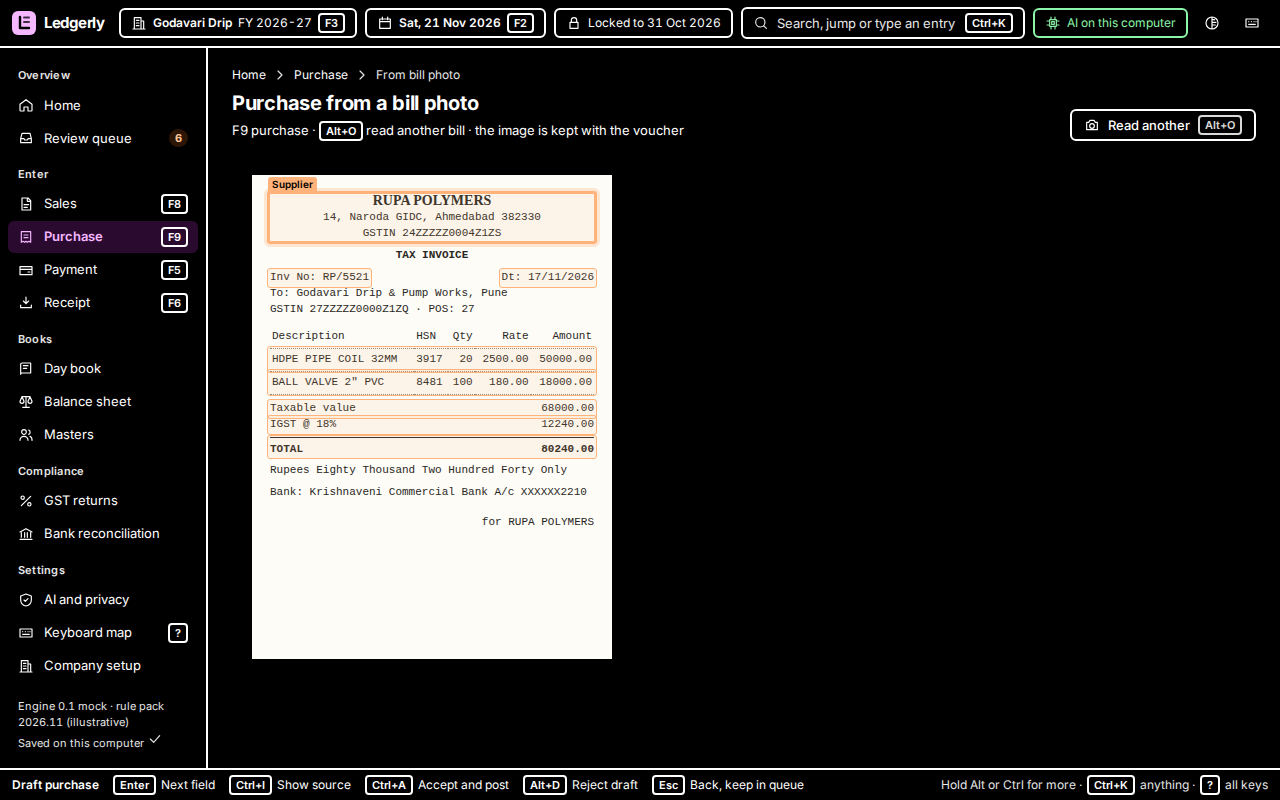 Ledgerly
Godavari Drip FY 2026-27 F3
Sat, 21 Nov 2026 F2
Locked to 31 Oct 2026
Search, jump or type an entry Ctrl+K
AI on this computer
Overview
Home
Review queue 6
Enter
Sales F8
Purchase F9
Payment F5
Receipt F6
Books
Day book
Balance sheet
Masters
Compliance
GST returns
Bank reconciliation
Settings
AI and privacy
Keyboard map ?
Company setup
Engine 0.1 mock · rule pack
2026.11 (illustrative)
Saved on this computer
Home > Purchase > From bill photo
Purchase from a bill photo
F9 purchase · Alt+O read another bill · the image is kept with the voucher
Read another Alt+O
Supplier
RUPA POLYMERS
14, Naroda GIDC, Ahmedabad 382330
GSTIN 24ZZZZZ0004Z1ZS
TAX INVOICE
Inv No: RP/5521 Dt: 17/11/2026
To: Godavari Drip & Pump Works, Pune
GSTIN 27ZZZZZ0000Z1ZQ · POS: 27
Description HSN Qty Rate Amount
HDPE PIPE COIL 32MM 3917 20 2500.00 50000.00
BALL VALVE 2" PVC 8481 100 180.00 18000.00
Taxable value 68000.00
IGST @ 18% 12240.00
TOTAL 80240.00
Rupees Eighty Thousand Two Hundred Forty Only
Bank: Krishnaveni Commercial Bank A/c XXXXXX2210
for RUPA POLYMERS
Draft purchase Enter Next field Ctrl+I Show source Ctrl+A Accept and post Alt+D Reject draft Esc Back, keep in queue
Hold Alt or Ctrl for more · Ctrl+K anything · ? all keys